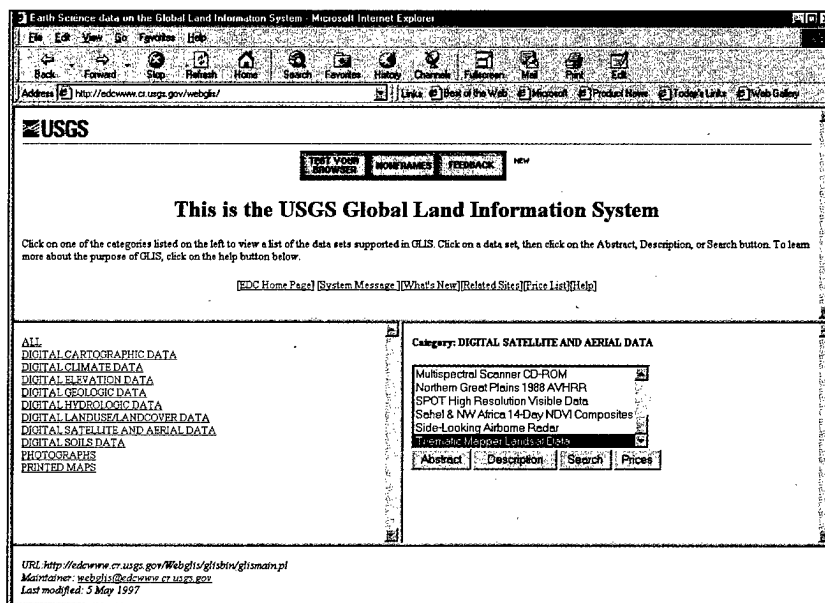 Earth Science data on the Global Land Information System - Microsoft Internet Explorer
File Edit View Go Favorites Help
Back Forward Stop Refresh Home Search Favorites History Channels Fullscreen Mail Print Edit
Address http://edcwww.cr.usgs.gov/webglis/ Links Best of the Web Microsoft Product News Today's Links Web Gallery
USGS
TEST YOUR BROWSER NONFRAMES FEEDBACK NEW
This is the USGS Global Land Information System
Click on one of the categories listed on the left to view a list of the data sets supported in GLIS. Click on a data set, then click on the Abstract, Description, or Search button. To learn
more about the purpose of GLIS, click on the help button below.
[EDC Home Page] [System Message ][What's New][Related Sites][Price List][Help]
ALL
DIGITAL CARTOGRAPHIC DATA
DIGITAL CLIMATE DATA
DIGITAL ELEVATION DATA
DIGITAL GEOLOGIC DATA
DIGITAL HYDROLOGIC DATA
DIGITAL LANDUSE/LANDCOVER DATA
DIGITAL SATELLITE AND AERIAL DATA
DIGITAL SOILS DATA
PHOTOGRAPHS
PRINTED MAPS
Category: DIGITAL SATELLITE AND AERIAL DATA
Multispectral Scanner CD-ROM
Northern Great Plains 1988 AVHRR
SPOT High Resolution Visible Data
Sahel & NW Africa 14-Day NDVI Composites
Side-Looking Airborne Radar
Thematic Mapper Landsat Data
Abstract Description Search Prices
URL:http://edcwww.cr.usgs.gov/Webglis/glisbin/glismain.pl
Maintainer: webglis@edcwww.cr.usgs.gov
Last modified: 5 May 1997